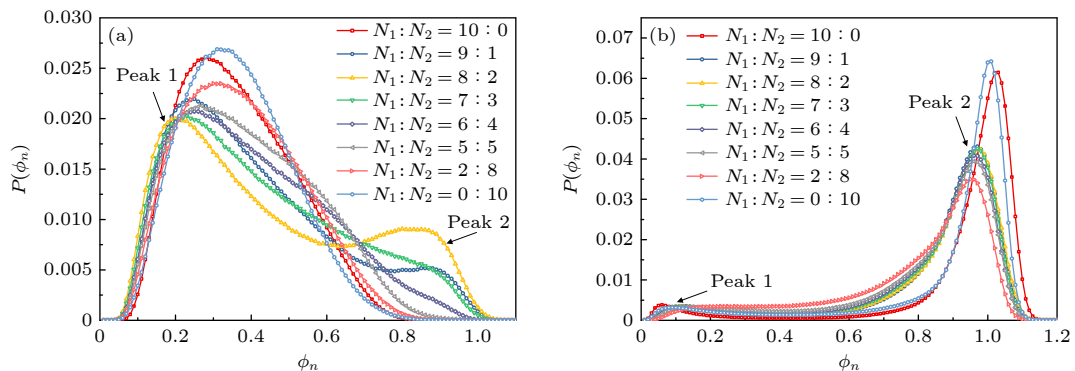 (a)
0.030
0.025
0.020
0.015
0.010
0.005
0
P(ϕn)
0
0.2
0.4
0.6
0.8
1.0
ϕn
Peak 1
Peak 2
N1:N2=10:0
N1:N2=9:1
N1:N2=8:2
N1:N2=7:3
N1:N2=6:4
N1:N2=5:5
N1:N2=2:8
N1:N2=0:10
(b)
0.07
0.06
0.05
0.04
0.03
0.02
0.01
0
P(ϕn)
0
0.2
0.4
0.6
0.8
1.0
1.2
ϕn
Peak 1
Peak 2
N1:N2=10:0
N1:N2=9:1
N1:N2=8:2
N1:N2=7:3
N1:N2=6:4
N1:N2=5:5
N1:N2=2:8
N1:N2=0:10